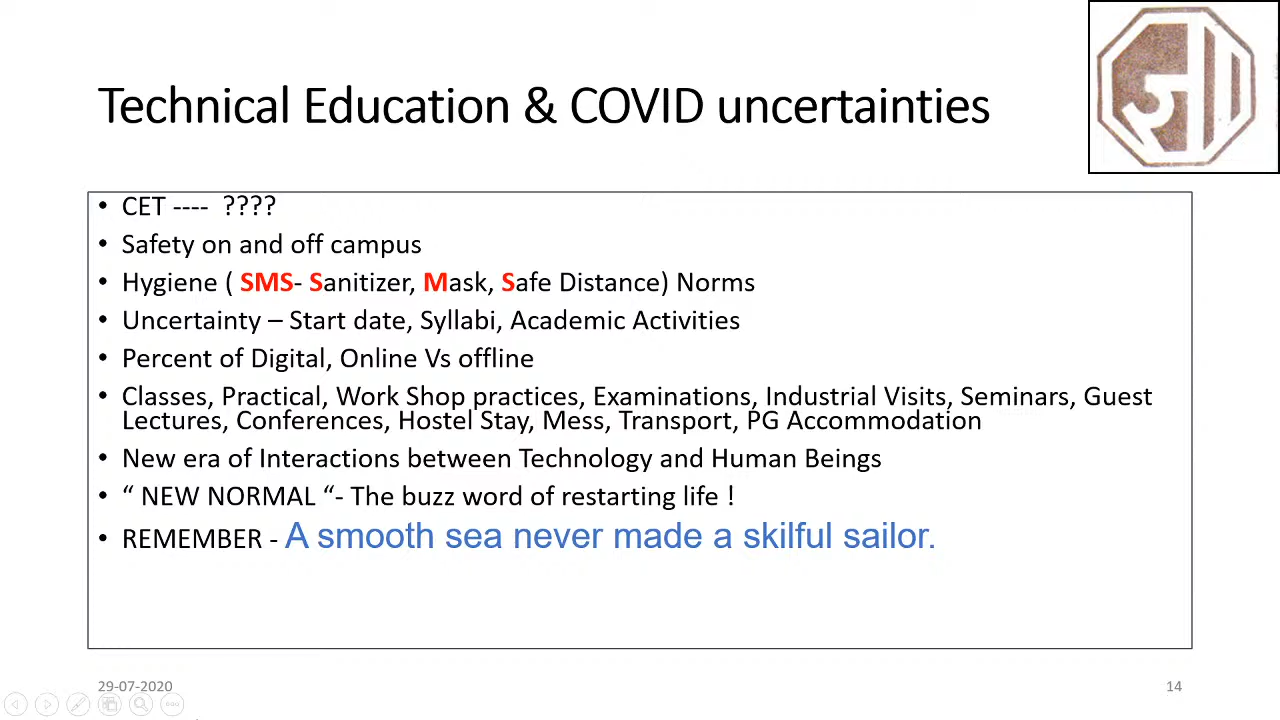 Technical Education & COVID uncertainties
• CET ---- ????
• Safety on and off campus
• Hygiene ( SMS- Sanitizer, Mask, Safe Distance) Norms
• Uncertainty – Start date, Syllabi, Academic Activities
• Percent of Digital, Online Vs offline
• Classes, Practical, Work Shop practices, Examinations, Industrial Visits, Seminars, Guest
Lectures, Conferences, Hostel Stay, Mess, Transport, PG Accommodation
• New era of Interactions between Technology and Human Beings
• “ NEW NORMAL “- The buzz word of restarting life !
• REMEMBER - A smooth sea never made a skilful sailor.
29-07-2020
14